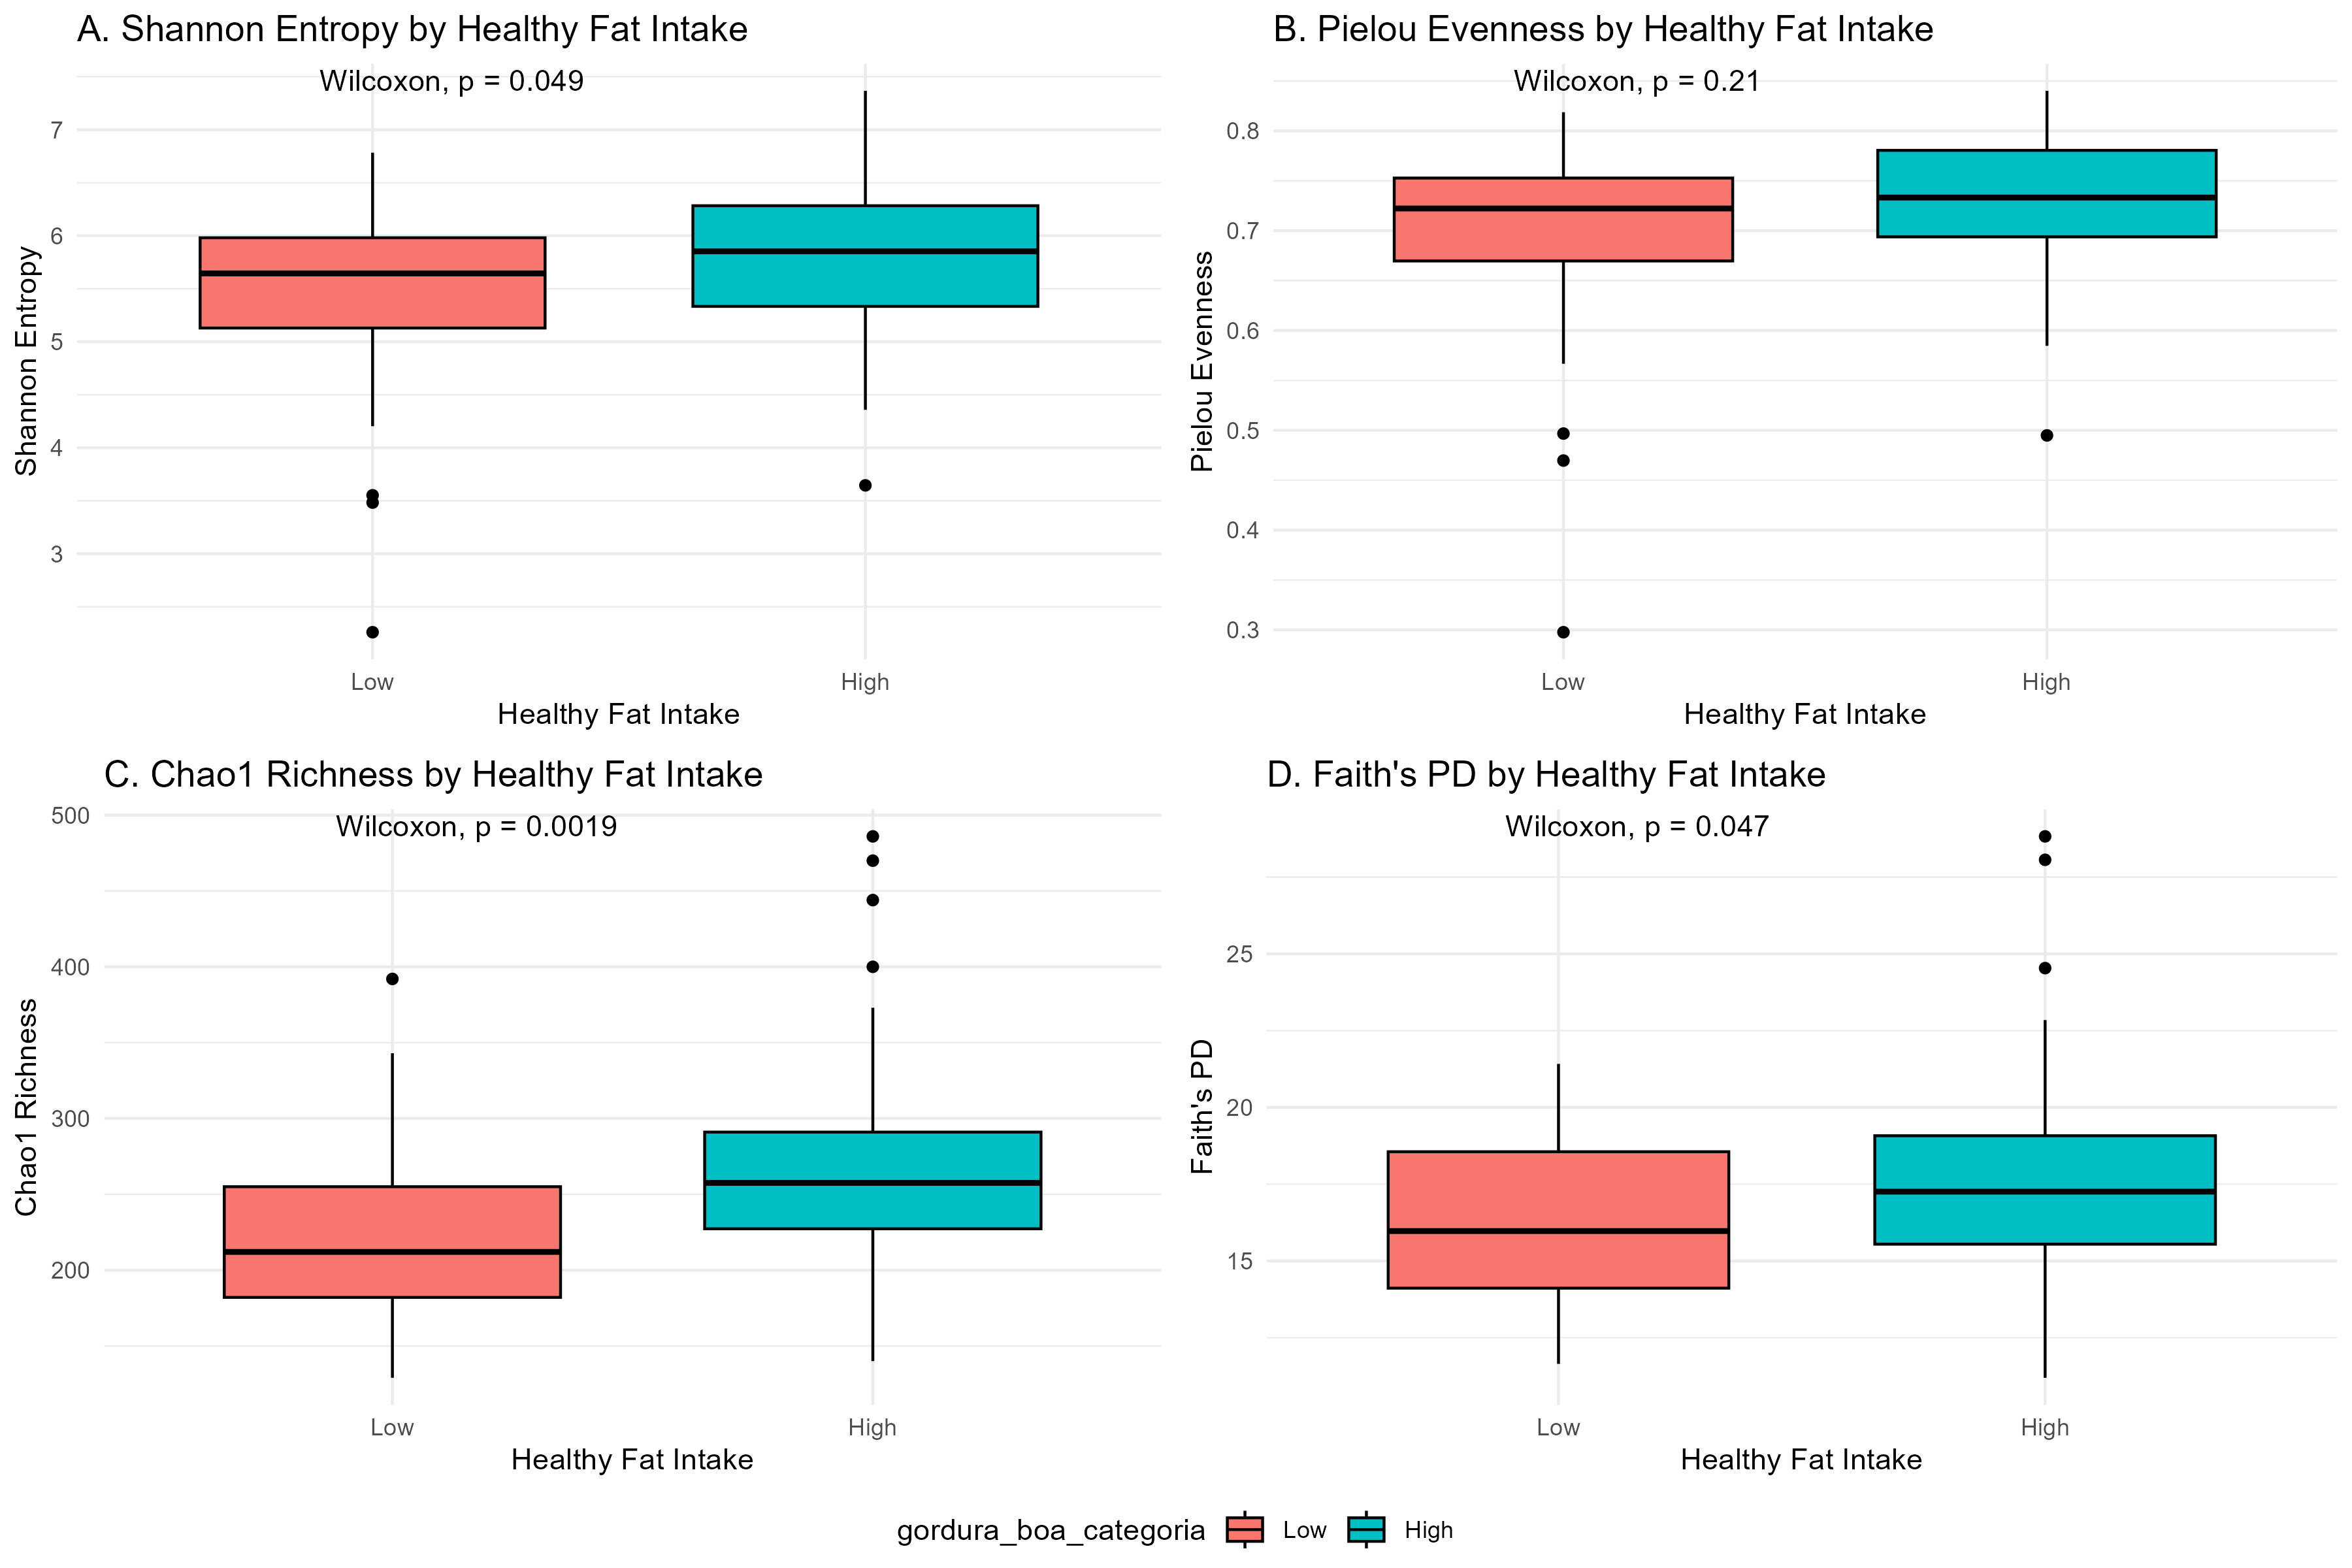 A. Shannon Entropy by Healthy Fat Intake
Wilcoxon, p = 0.049
7
6
5
4
3
Shannon Entropy
Low
High
Healthy Fat Intake
B. Pielou Evenness by Healthy Fat Intake
Wilcoxon, p = 0.21
0.8
0.7
0.6
0.5
0.4
0.3
Pielou Evenness
Low
High
Healthy Fat Intake
C. Chao1 Richness by Healthy Fat Intake
Wilcoxon, p = 0.0019
500
400
300
200
Chao1 Richness
Low
High
Healthy Fat Intake
D. Faith's PD by Healthy Fat Intake
Wilcoxon, p = 0.047
25
20
15
Faith's PD
Low
High
Healthy Fat Intake
gordura_boa_categoria Low High